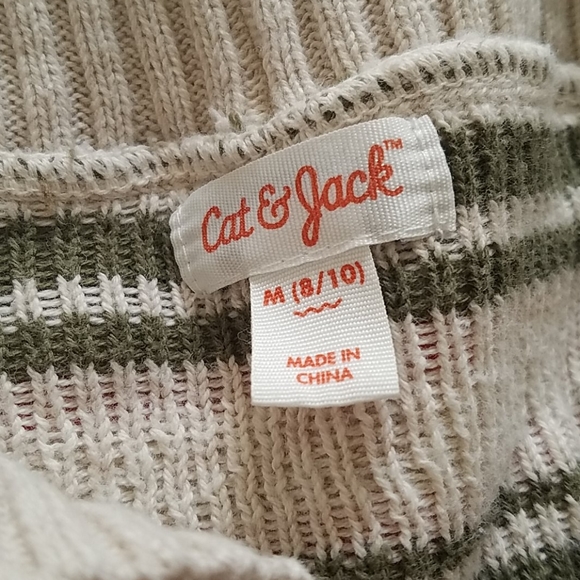 Cat & Jack™
M (8/10)
MADE IN
CHINA